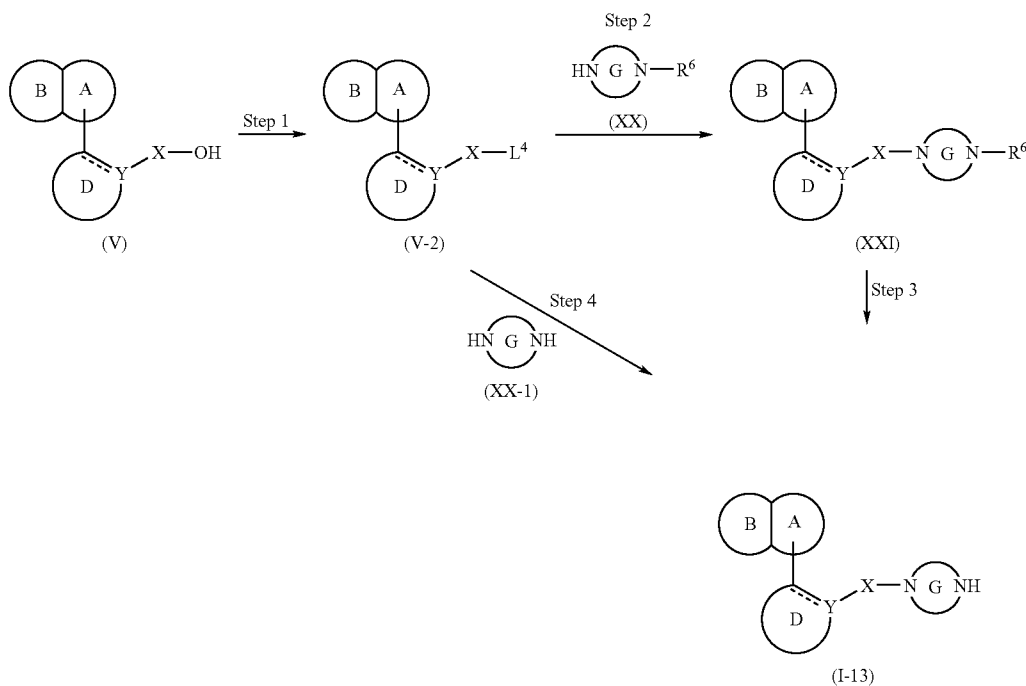 Step 2
HN G N—R⁶
(XX)
B A
D Y X—OH
(V)
Step 1
B A
D Y X—L⁴
(V-2)
B A
D Y X—N G N—R⁶
(XXI)
Step 3
Step 4
HN G NH
(XX-1)
B A
D Y X—N G NH
(I-13)